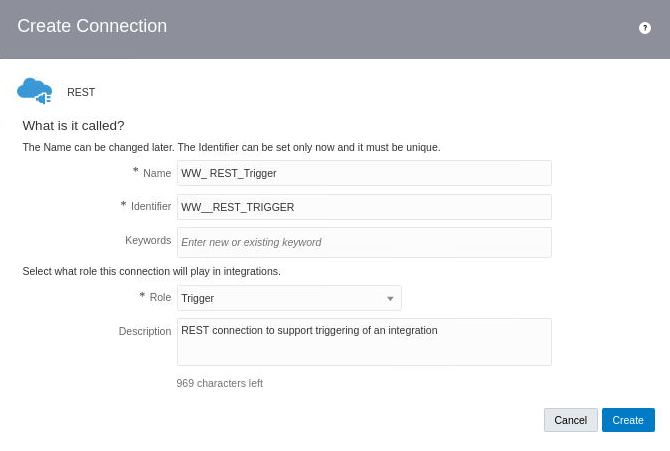 Create Connection
?
REST
What is it called?
The Name can be changed later. The Identifier can be set only now and it must be unique.
* Name WW_ REST_Trigger
* Identifier WW__REST_TRIGGER
Keywords Enter new or existing keyword
Select what role this connection will play in integrations.
* Role Trigger
Description REST connection to support triggering of an integration
969 characters left
Cancel Create